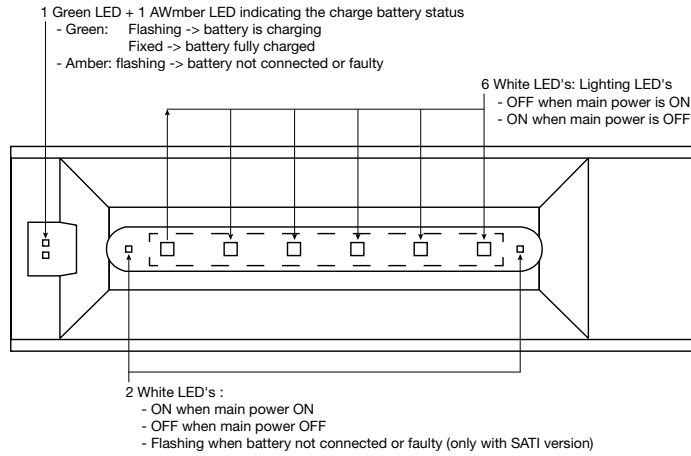 1 Green LED + 1 AWmber LED indicating the charge battery status
- Green: Flashing -> battery is charging
Fixed -> battery fully charged
- Amber: flashing -> battery not connected or faulty
6 White LED's: Lighting LED's
- OFF when main power is ON
- ON when main power is OFF
2 White LED's :
- ON when main power ON
- OFF when main power OFF
- Flashing when battery not connected or faulty (only with SATI version)